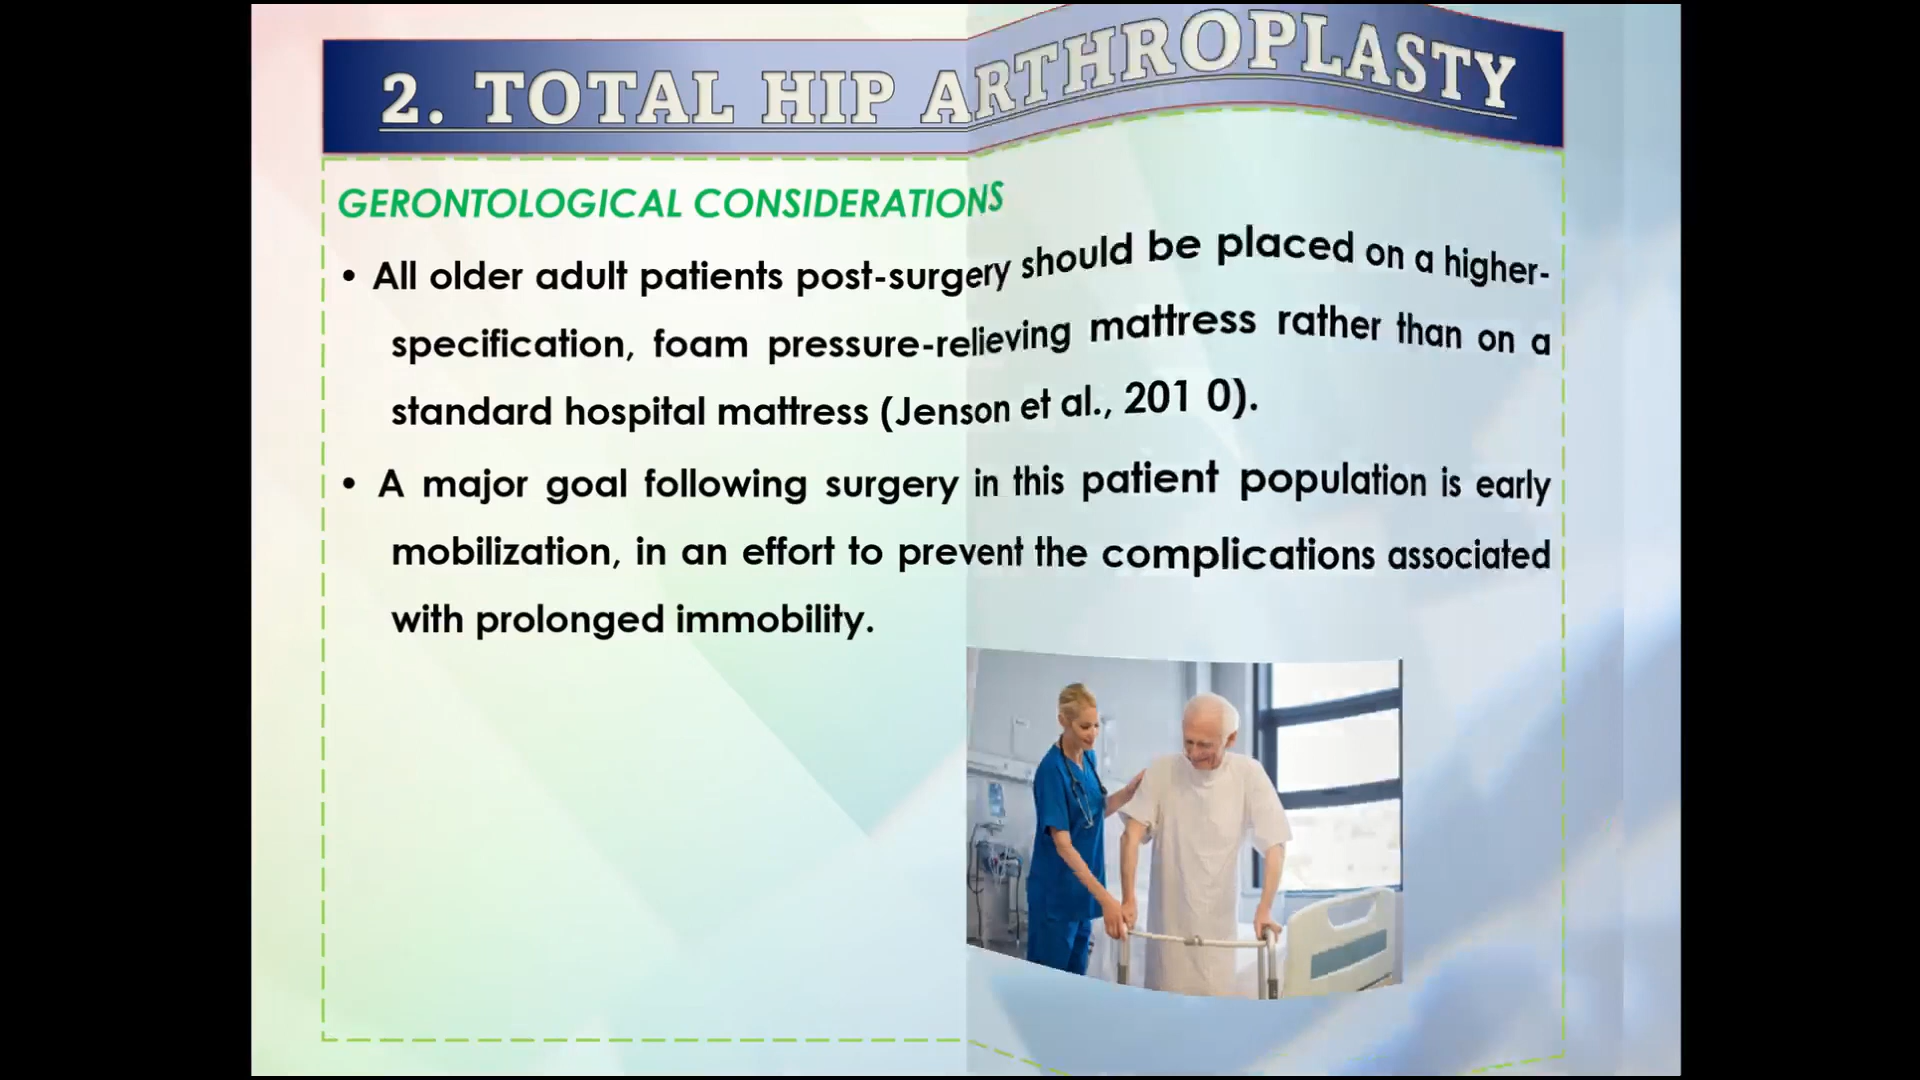 2. TOTAL HIP ARTHROPLASTY
GERONTOLOGICAL CONSIDERATIONS
• All older adult patients post-surgery should be placed on a higher-
specification, foam pressure-relieving mattress rather than on a
standard hospital mattress (Jenson et al., 201 0).
• A major goal following surgery in this patient population is early
mobilization, in an effort to prevent the complications associated
with prolonged immobility.